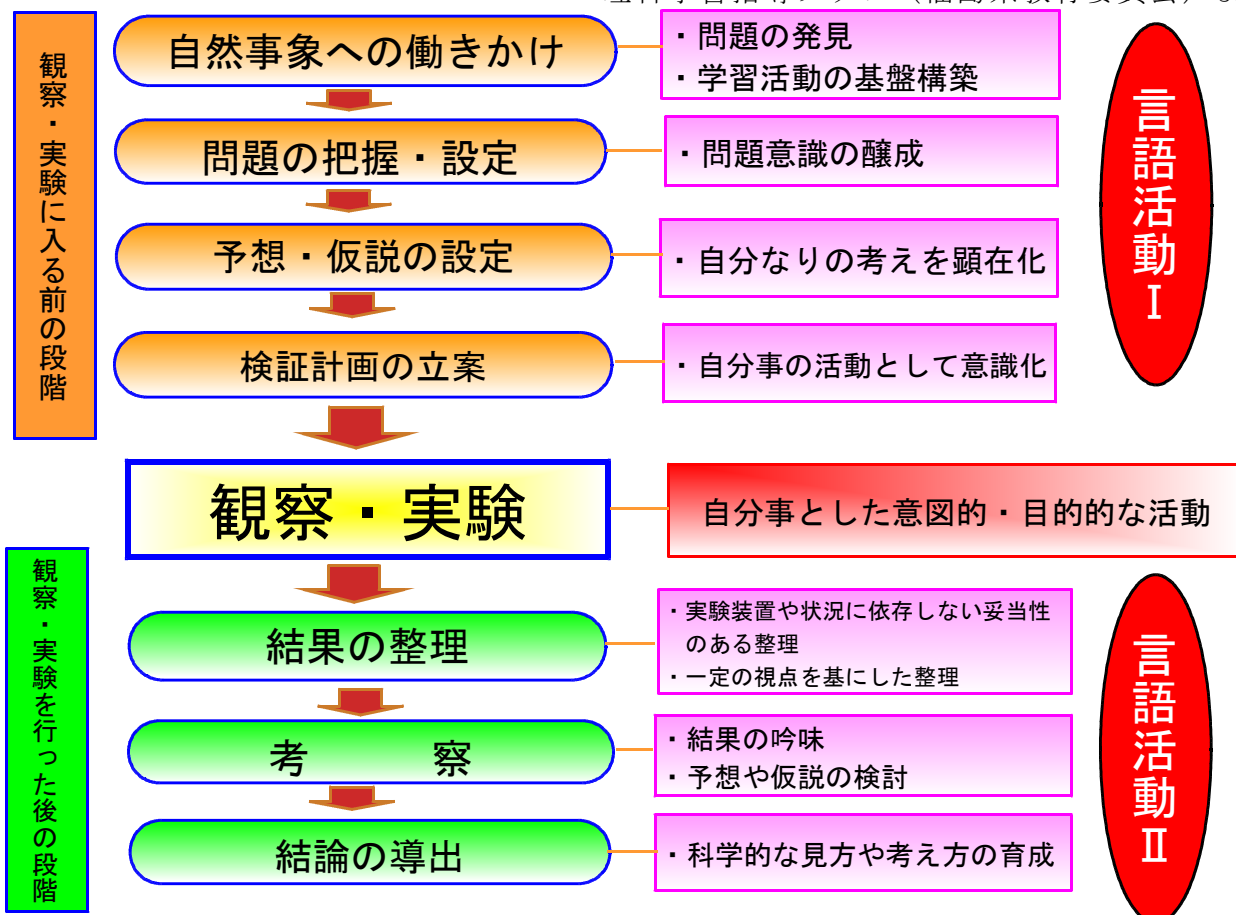 自然事象への働きかけ
・問題の発見
・学習活動の基盤構築
観察・実験に入る前の段階
言語活動Ⅰ
問題の把握・設定
・問題意識の醸成
予想・仮説の設定
・自分なりの考えを顕在化
検証計画の立案
・自分事の活動として意識化
観察・実験
自分事とした意図的・目的的な活動
観察・実験を行った後の段階
言語活動Ⅱ
結果の整理
・実験装置や状況に依存しない妥当性
のある整理
・一定の視点を基にした整理
考　　　察
・結果の吟味
・予想や仮説の検討
結論の導出
・科学的な見方や考え方の育成